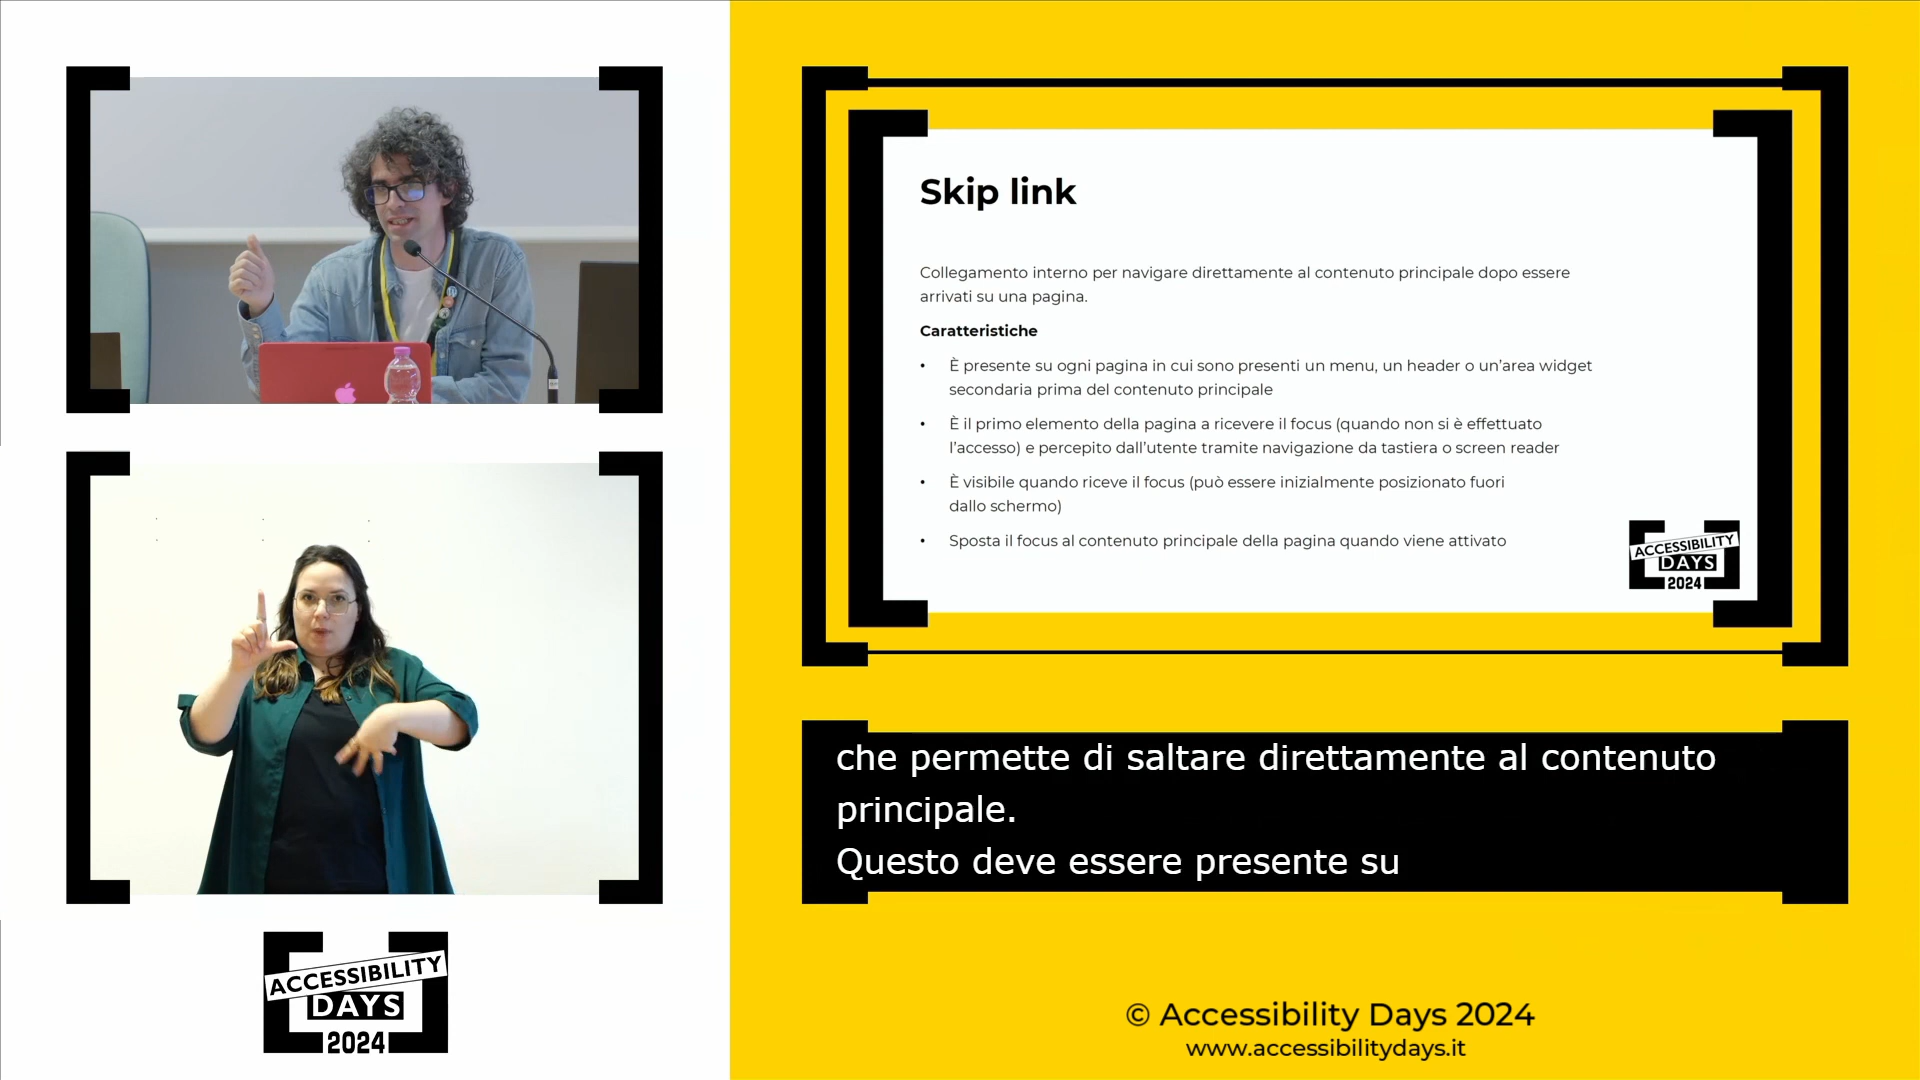 Skip link
Collegamento interno per navigare direttamente al contenuto principale dopo essere
arrivati su una pagina.
Caratteristiche
• È presente su ogni pagina in cui sono presenti un menu, un header o un'area widget
secondaria prima del contenuto principale
• È il primo elemento della pagina a ricevere il focus (quando non si è effettuato
l'accesso) e percepito dall'utente tramite navigazione da tastiera o screen reader
• È visibile quando riceve il focus (può essere inizialmente posizionato fuori
dallo schermo)
• Sposta il focus al contenuto principale della pagina quando viene attivato
ACCESSIBILITY
DAYS
2024
che permette di saltare direttamente al contenuto
principale.
Questo deve essere presente su
ACCESSIBILITY
DAYS
2024
© Accessibility Days 2024
www.accessibilitydays.it